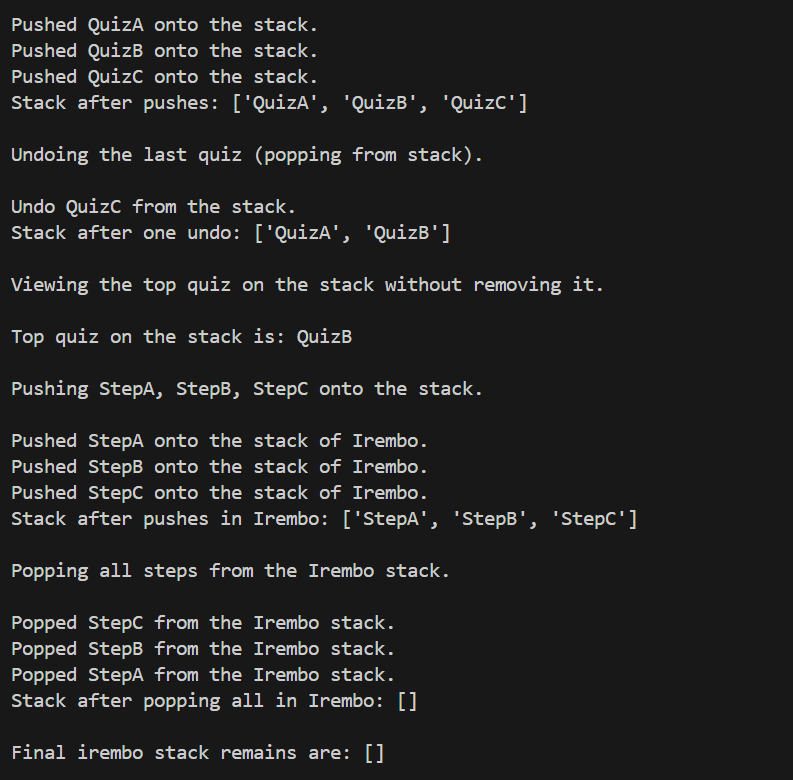 Pushed QuizA onto the stack.
Pushed QuizB onto the stack.
Pushed QuizC onto the stack.
Stack after pushes: ['QuizA', 'QuizB', 'QuizC']
Undoing the last quiz (popping from stack).
Undo QuizC from the stack.
Stack after one undo: ['QuizA', 'QuizB']
Viewing the top quiz on the stack without removing it.
Top quiz on the stack is: QuizB
Pushing StepA, StepB, StepC onto the stack.
Pushed StepA onto the stack of Irembo.
Pushed StepB onto the stack of Irembo.
Pushed StepC onto the stack of Irembo.
Stack after pushes in Irembo: ['StepA', 'StepB', 'StepC']
Popping all steps from the Irembo stack.
Popped StepC from the Irembo stack.
Popped StepB from the Irembo stack.
Popped StepA from the Irembo stack.
Stack after popping all in Irembo: []
Final irembo stack remains are: []